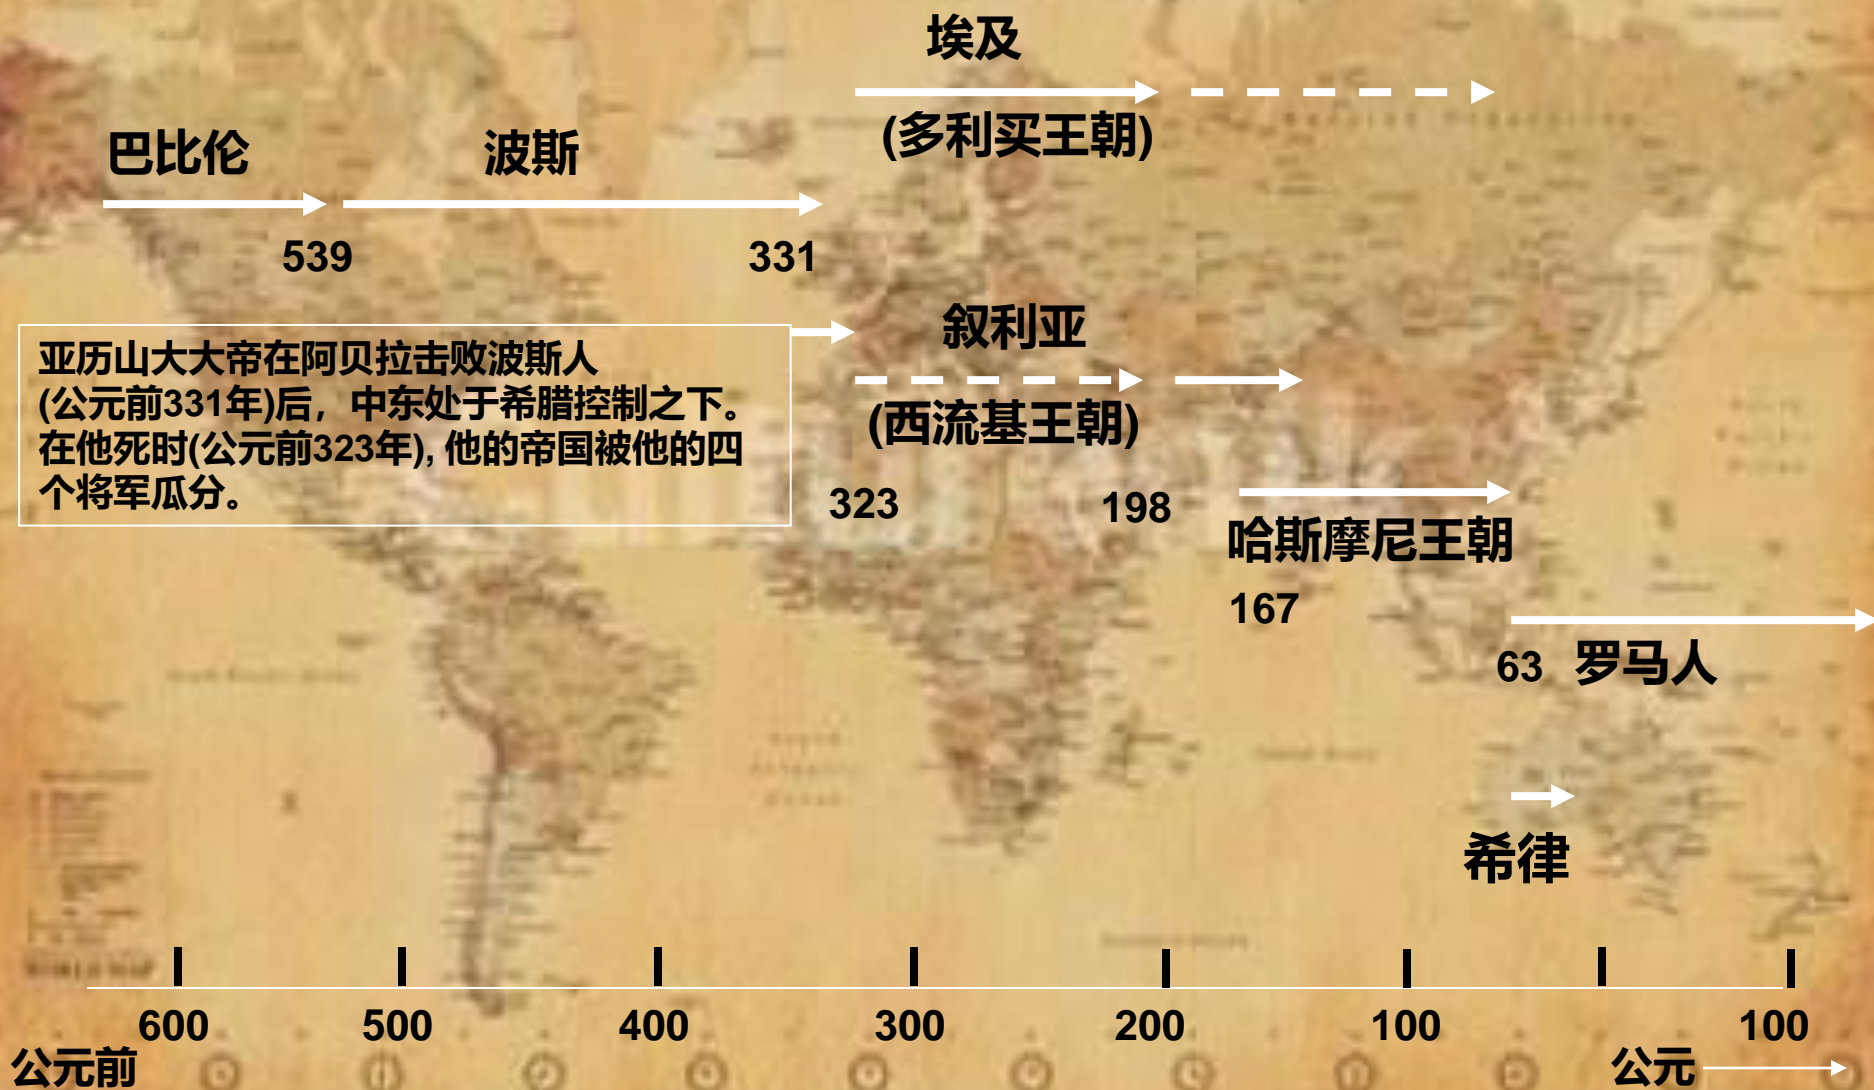 埃及
(多利买王朝)
巴比伦
波斯
539
331
亚历山大大帝在阿贝拉击败波斯人
(公元前331年)后，中东处于希腊控制之下。
在他死时(公元前323年), 他的帝国被他的四
个将军瓜分。
叙利亚
(西流基王朝)
323
198
哈斯摩尼王朝
167
63 罗马人
希律
600 500 400 300 200 100 100
公元前
公元